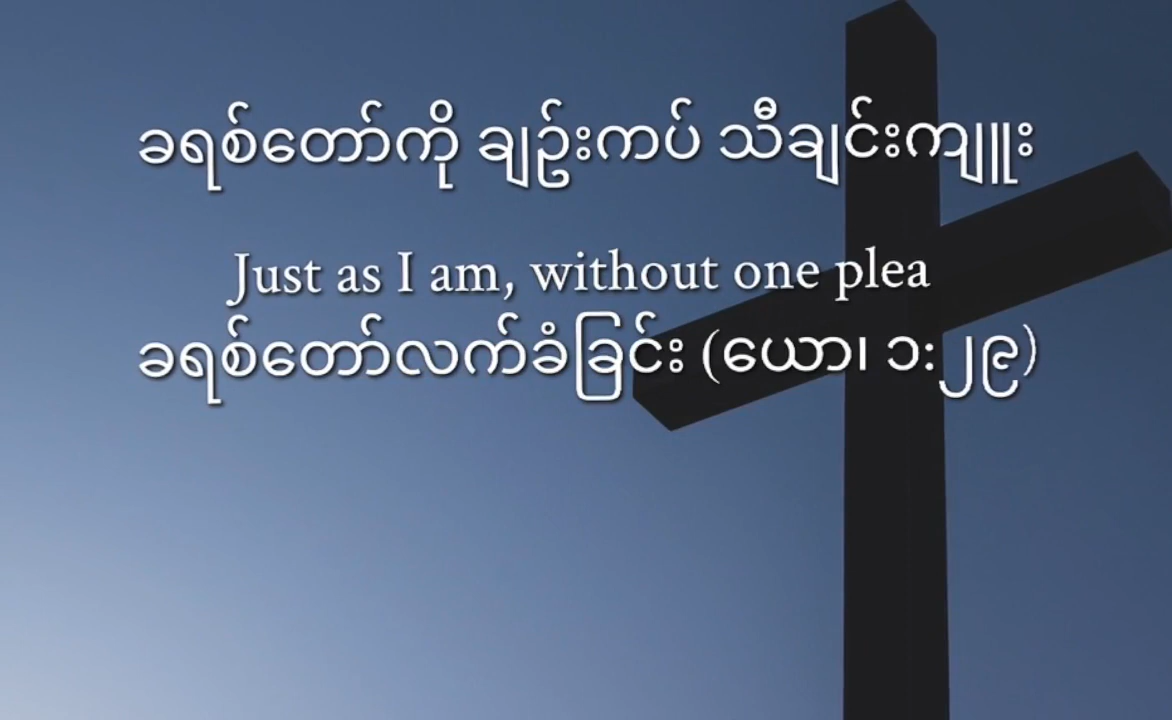 ခရစ်တော်ကို ချဉ်းကပ် သီချင်းကျူး
Just as I am, without one plea
ခရစ်တော်လက်ခံခြင်း (ယော၊ ၁:၂၉)